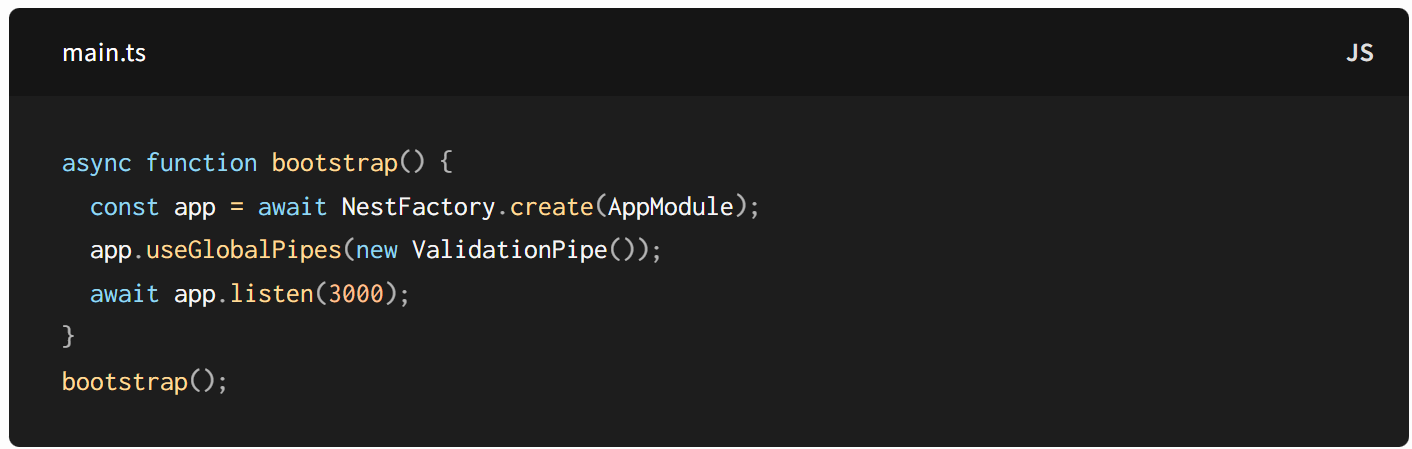 main.ts JS
async function bootstrap() {
  const app = await NestFactory.create(AppModule);
  app.useGlobalPipes(new ValidationPipe());
  await app.listen(3000);
}
bootstrap();